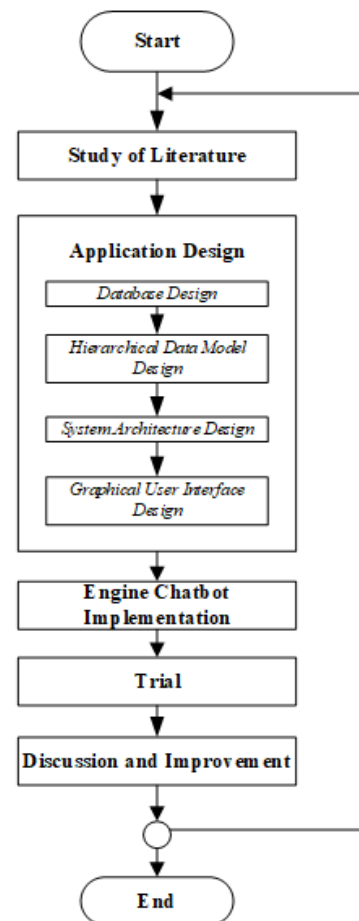 Start
Study of Literature
Application Design
Database Design
Hierarchical Data Model
Design
System Architecture Design
Graphical User Interface
Design
Engine Chatbot
Implementation
Trial
Discussion and Improvement
End